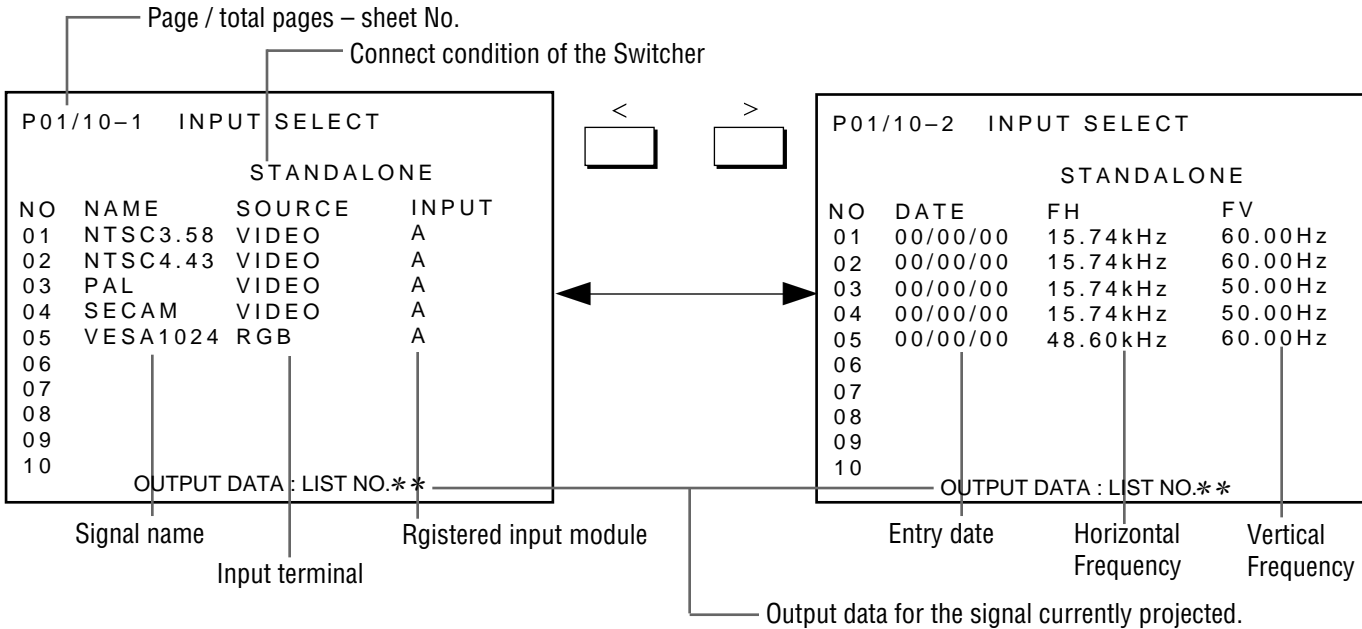 Page / total pages – sheet No.
Connect condition of the Switcher
P01/10–1 INPUT SELECT
STANDALONE
NO NAME SOURCE INPUT
01 NTSC3.58 VIDEO A
02 NTSC4.43 VIDEO A
03 PAL VIDEO A
04 SECAM VIDEO A
05 VESA1024 RGB A
06
07
08
09
10
OUTPUT DATA : LIST NO.**
< >
P01/10–2 INPUT SELECT
STANDALONE
NO DATE FH FV
01 00/00/00 15.74kHz 60.00Hz
02 00/00/00 15.74kHz 60.00Hz
03 00/00/00 15.74kHz 50.00Hz
04 00/00/00 15.74kHz 50.00Hz
05 00/00/00 48.60kHz 60.00Hz
06
07
08
09
10
OUTPUT DATA : LIST NO.**
Signal name
Input terminal
Rgistered input module
Entry date
Horizontal
Frequency
Vertical
Frequency
Output data for the signal currently projected.